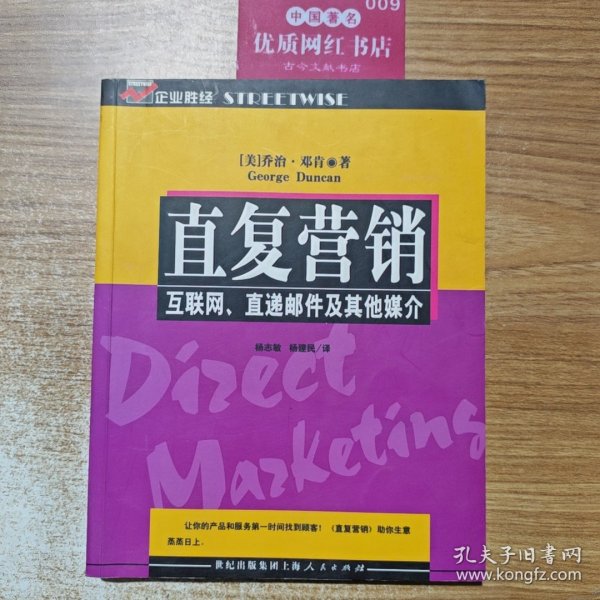 009
中国著名
优质网红书店
古今文献书店
STREETWISE
企业胜经 STREETWISE
[美]乔治·邓肯◉著
George Duncan
直复营销
互联网、直递邮件及其他媒介
杨志敏 杨建民/译
Direct
Marketing
让你的产品和服务第一时间找到顾客！《直复营销》助你生意
蒸蒸日上。
世纪出版集团上海人民出版社
孔夫子旧书网
www.kongfz.com